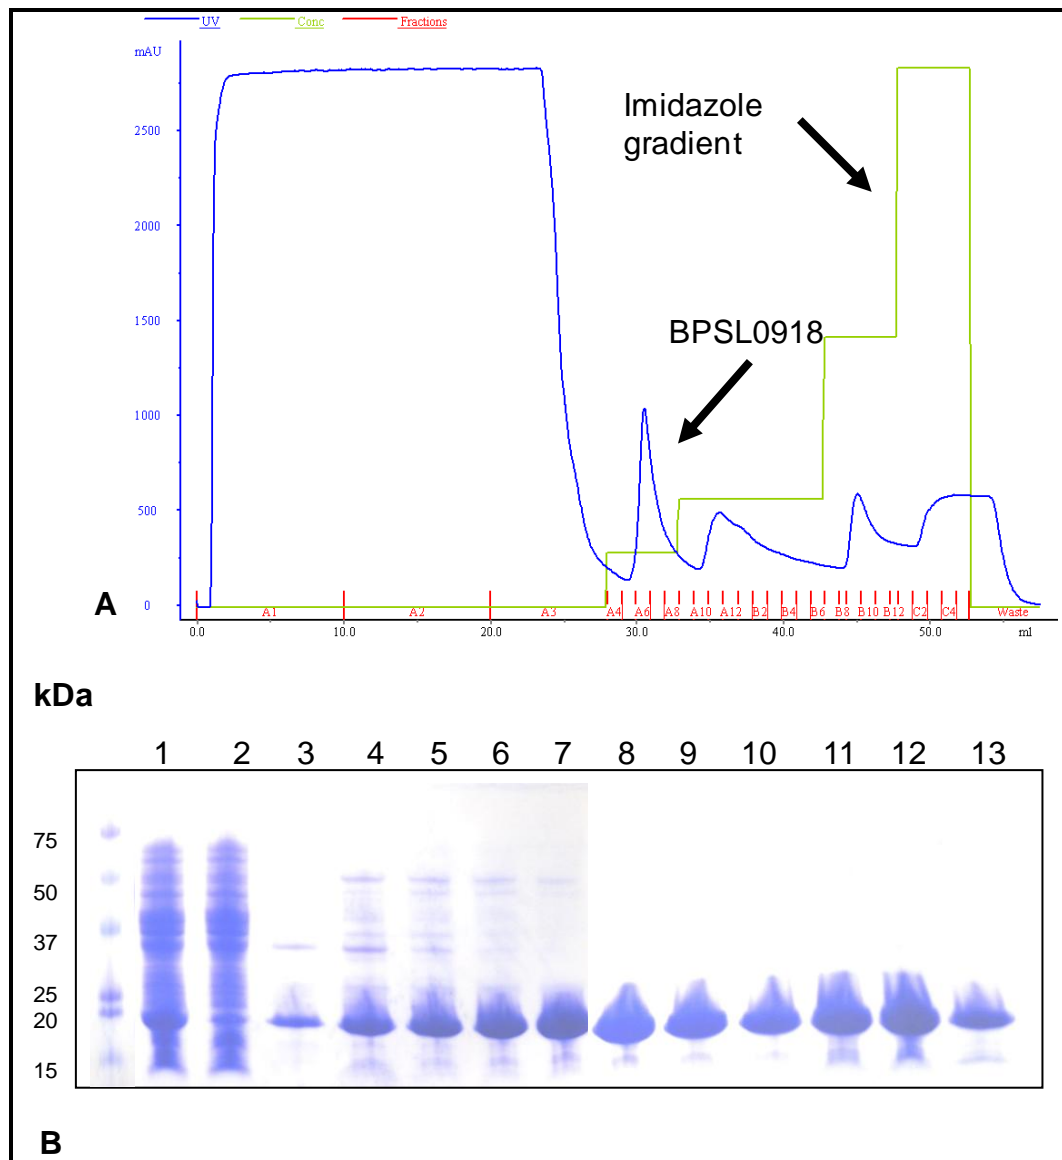 UV Conc Fractions
mAU
2500
2000
1500
1000
500
0
Imidazole
gradient
BPSL0918
A
A1 A2 A3 A4 A6 A8 A10 A12 B2 B4 B6 B8 B10 B12 C2 C4 Waste
0.0 10.0 20.0 30.0 40.0 50.0 ml
kDa
1 2 3 4 5 6 7 8 9 10 11 12 13
75
50
37
25
20
15
B